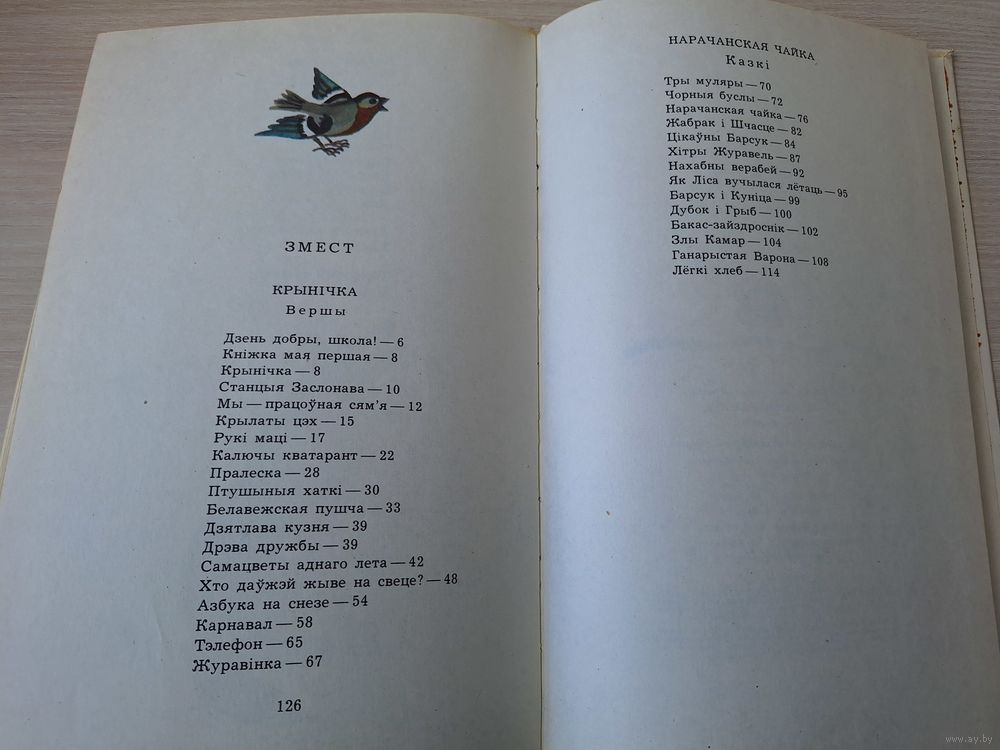 ЗМЕСТ
КРЫНІЧКА
Вершы
Дзень добры, школа! — 6
Кніжка мая першая — 8
Крынічка — 8
Станцыя Заслонава — 10
Мы — працоўная сям'я — 12
Крылаты цэх — 15
Рукі маці — 17
Калючы кватарант — 22
Пралеска — 28
Птушыныя хаткі — 30
Белавежская пушча — 33
Дзятлава кузня — 39
Дрэва дружбы — 39
Самацветы аднаго лета — 42
Хто даўжэй жыве на свеце? — 48
Азбука на снезе — 54
Карнавал — 58
Тэлефон — 65
Журавінка — 67
126
НАРАЧАНСКАЯ ЧАЙКА
Казкі
Тры муляры — 70
Чорныя буслы — 72
Нарачанская чайка — 76
Жабрак і Шчасце — 82
Цікаўны Барсук — 84
Хітры Журавель — 87
Нахабны верабей — 92
Як Ліса вучылася лётаць — 95
Барсук і Куніца — 99
Дубок і Грыб — 100
Бакас-зайздроснік — 102
Злы Камар — 104
Ганарыстая Варона — 108
Лёгкі хлеб — 114
www.ay.by